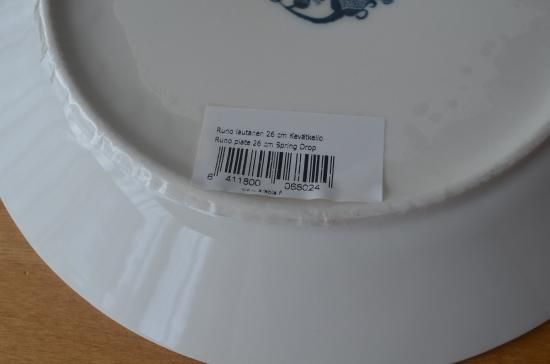 Runo lautanen 26 cm Kevätkello
Runo plate 26 cm Spring Drop
6 411800 068024